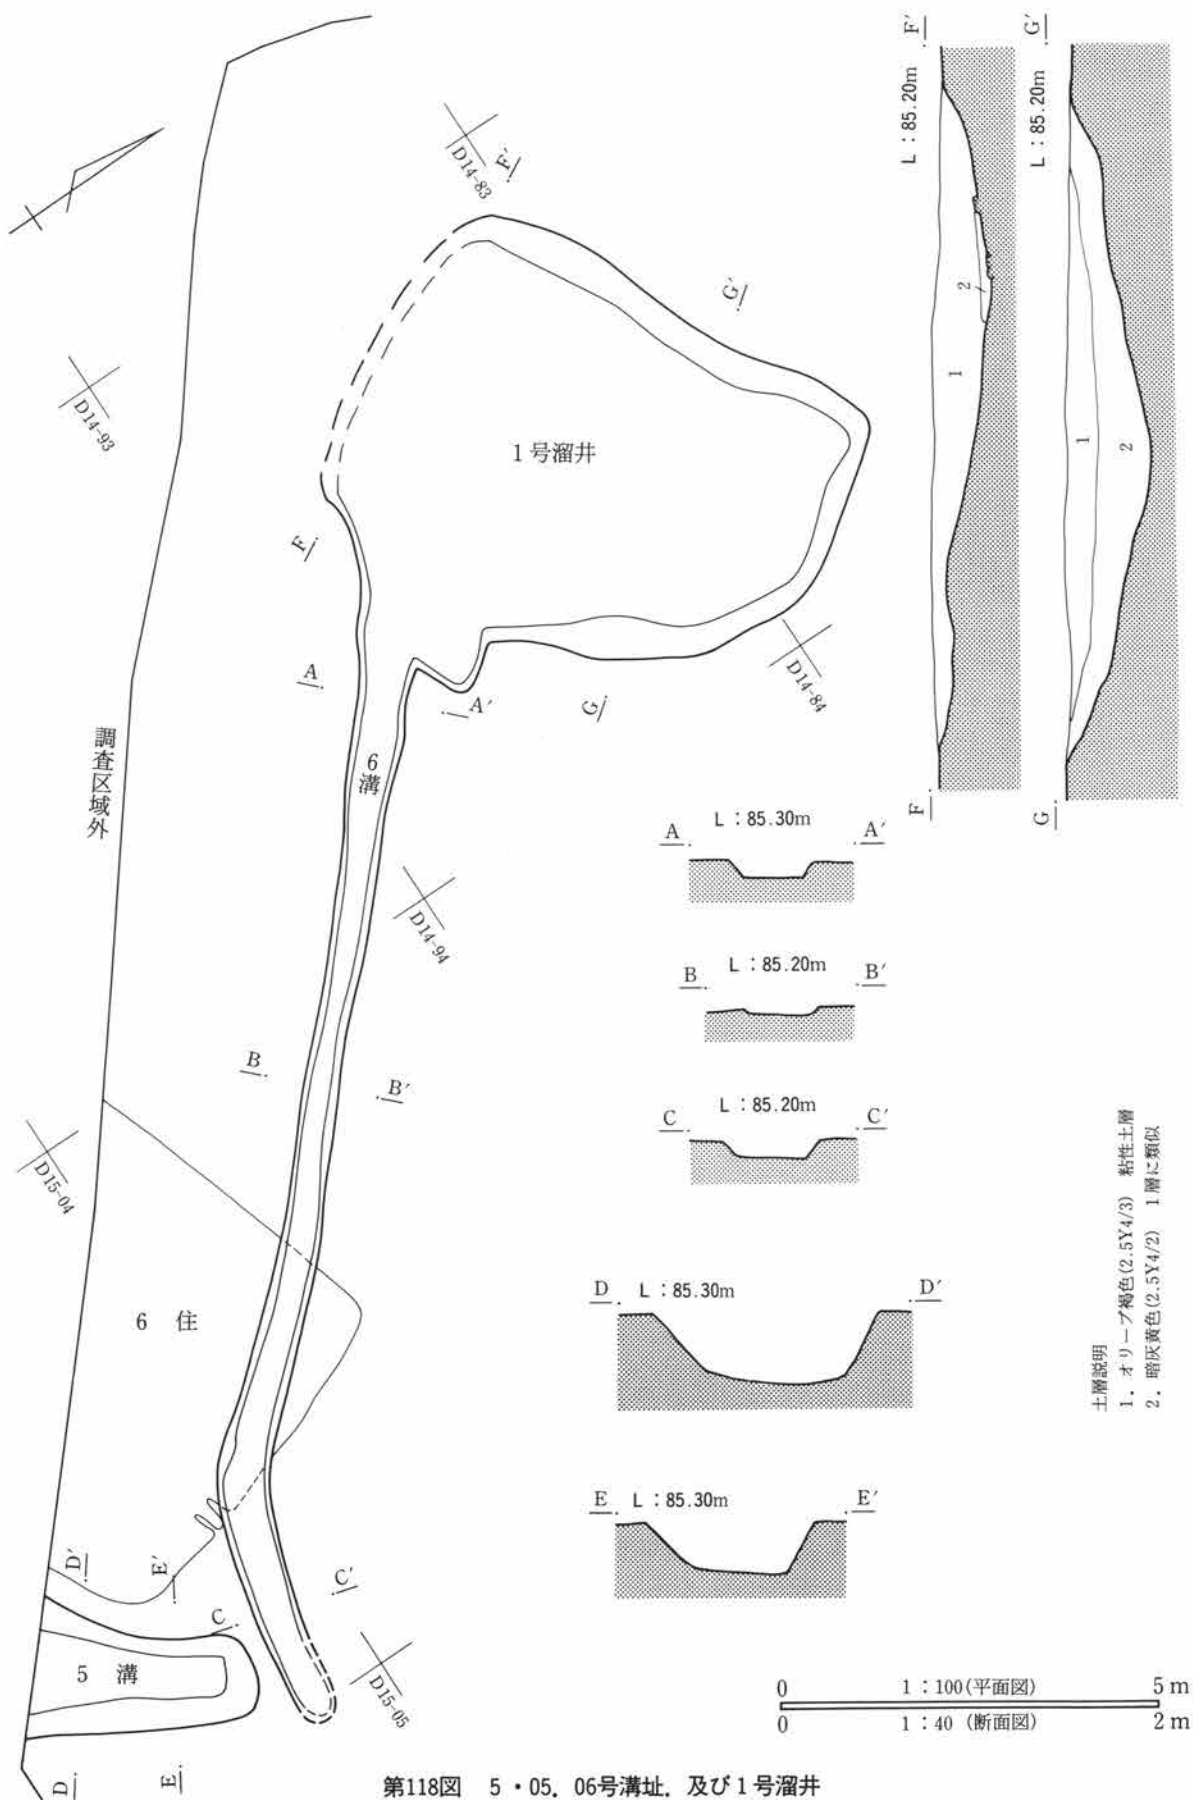 F′
G′
L：85.20m
L：85.20m
D14-83
F′
G′
D14-93
1号溜井
2
1
1
2
F
A
A′
G
D14-84
調査区域外
6溝
F
G
A
L：85.30m
A′
D14-94
B
L：85.20m
B′
B
B′
C
L：85.20m
C′
D15-04
土層説明
1．オリーブ褐色(2.5Y4/3)　粘性土層
2．暗灰黄色(2.5Y4/2)　1層に類似
6　住
D
L：85.30m
D′
E
L：85.30m
E′
D′
E′
C′
C
5　溝
D15-05
0　1：100(平面図)　5m
0　1：40（断面図）　2m
D
E
第118図　5・05．06号溝址．及び1号溜井